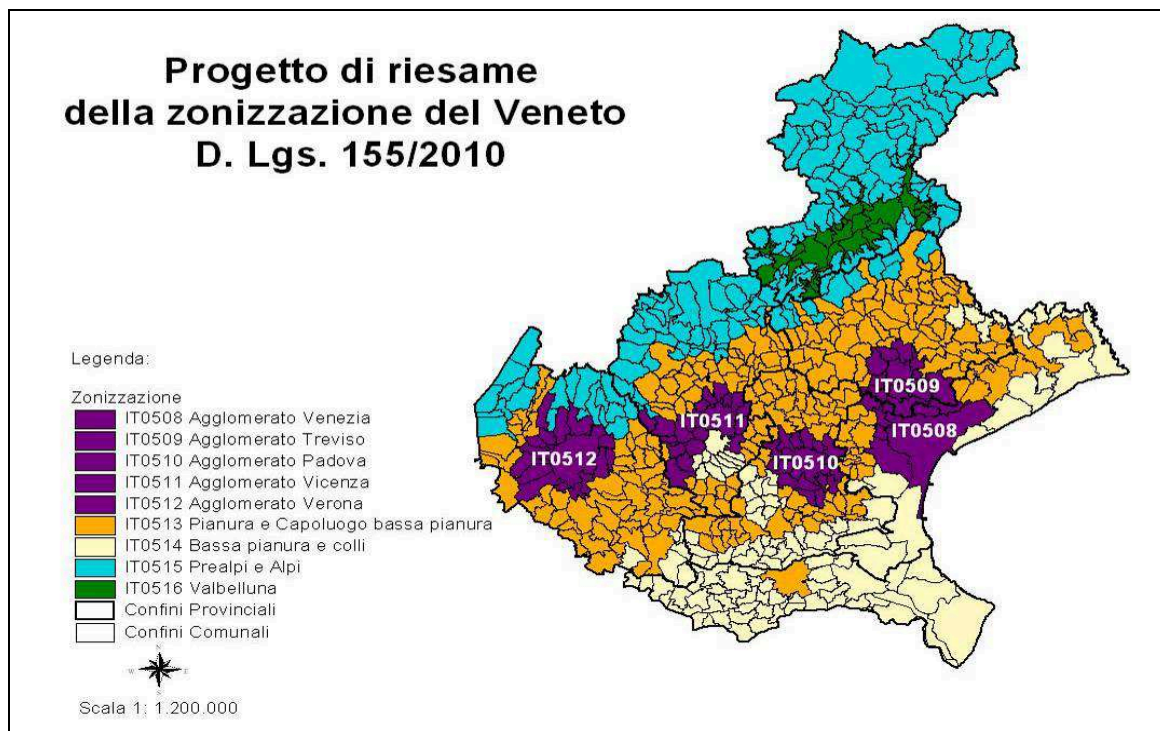 Progetto di riesame
della zonizzazione del Veneto
D. Lgs. 155/2010
IT0509
IT0511
IT0508
IT0512
IT0510
Legenda:
Zonizzazione
IT0508 Agglomerato Venezia
IT0509 Agglomerato Treviso
IT0510 Agglomerato Padova
IT0511 Agglomerato Vicenza
IT0512 Agglomerato Verona
IT0513 Pianura e Capoluogo bassa pianura
IT0514 Bassa pianura e colli
IT0515 Prealpi e Alpi
IT0516 Valbelluna
Confini Provinciali
Confini Comunali
N
W E
S
Scala 1: 1.200.000